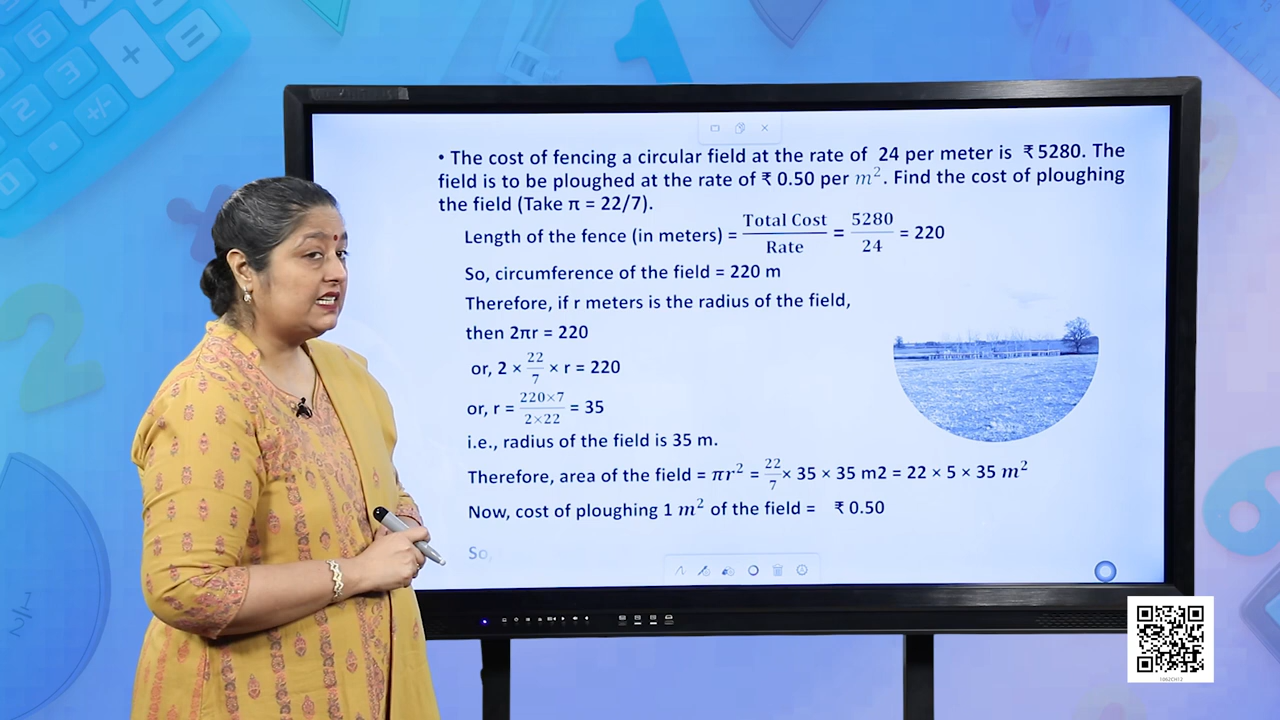 • The cost of fencing a circular field at the rate of 24 per meter is ₹ 5280. The
field is to be ploughed at the rate of ₹ 0.50 per m². Find the cost of ploughing
the field (Take π = 22/7).
Length of the fence (in meters) = Total Cost / Rate = 5280 / 24 = 220
So, circumference of the field = 220 m
Therefore, if r meters is the radius of the field,
then 2πr = 220
or, 2 × 22/7 × r = 220
or, r = 220×7 / 2×22 = 35
i.e., radius of the field is 35 m.
Therefore, area of the field = πr² = 22/7 × 35 × 35 m2 = 22 × 5 × 35 m²
Now, cost of ploughing 1 m² of the field = ₹ 0.50
So,
1062CH12